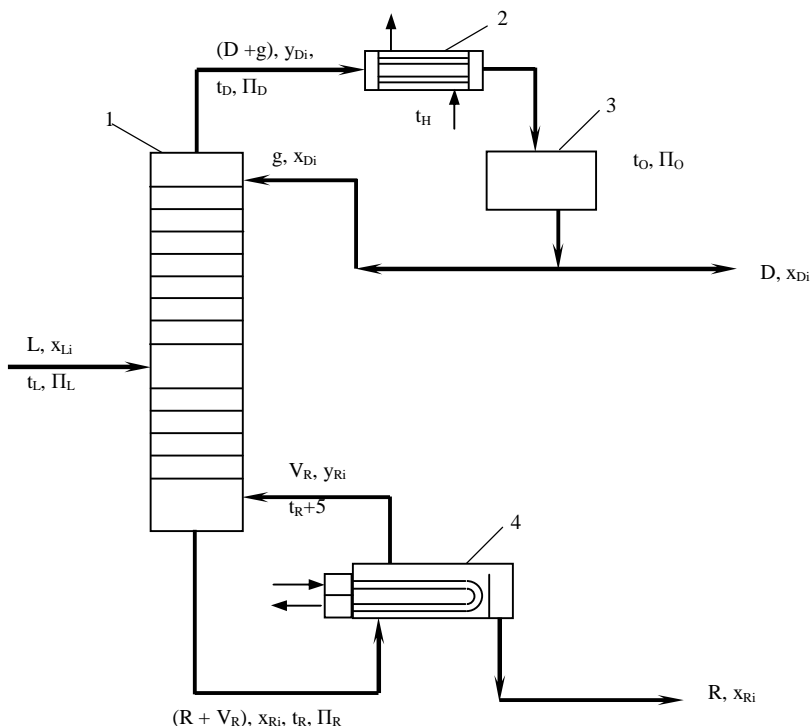 2
(D +g), y_Di,
t_D, Π_D
t_H
3
1
g, x_Di
t_O, Π_O
D, x_Di
L, x_Li
t_L, Π_L
V_R, y_Ri
t_R+5
4
R, x_Ri
(R + V_R), x_Ri, t_R, Π_R